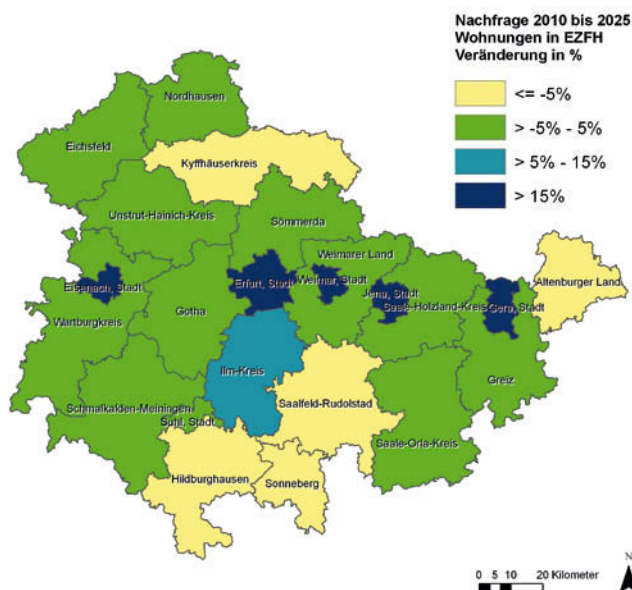 Nachfrage 2010 bis 2025
Wohnungen in EZFH
Veränderung in %
<= -5%
> -5% - 5%
> 5% - 15%
> 15%
Nordhausen
Eichsfeld
Kyffhäuserkreis
Unstrut-Hainich-Kreis
Sömmerda
Weimarer Land
Eisenach, Stadt
Erfurt, Stadt
Weimar, Stadt
Jena, Stadt
Gera, Stadt
Altenburger Land
Saale-Holzland-Kreis
Gotha
Wartburgkreis
Ilm-Kreis
Greiz
Schmalkalden-Meiningen
Suhl, Stadt
Saalfeld-Rudolstadt
Saale-Orla-Kreis
Hildburghausen
Sonneberg
N
0 5 10 20 Kilometer